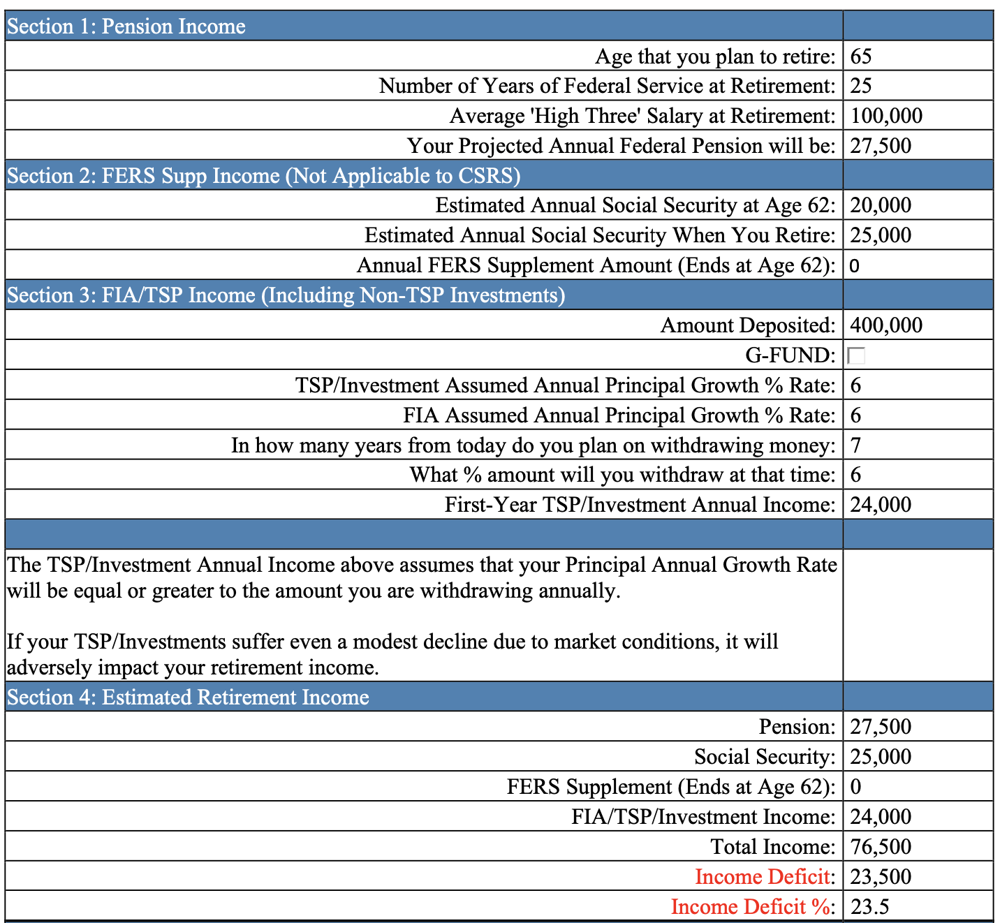 Section 1: Pension Income
Age that you plan to retire: 65
Number of Years of Federal Service at Retirement: 25
Average 'High Three' Salary at Retirement: 100,000
Your Projected Annual Federal Pension will be: 27,500
Section 2: FERS Supp Income (Not Applicable to CSRS)
Estimated Annual Social Security at Age 62: 20,000
Estimated Annual Social Security When You Retire: 25,000
Annual FERS Supplement Amount (Ends at Age 62): 0
Section 3: FIA/TSP Income (Including Non-TSP Investments)
Amount Deposited: 400,000
G-FUND:
TSP/Investment Assumed Annual Principal Growth % Rate: 6
FIA Assumed Annual Principal Growth % Rate: 6
In how many years from today do you plan on withdrawing money: 7
What % amount will you withdraw at that time: 6
First-Year TSP/Investment Annual Income: 24,000
The TSP/Investment Annual Income above assumes that your Principal Annual Growth Rate
will be equal or greater to the amount you are withdrawing annually.
If your TSP/Investments suffer even a modest decline due to market conditions, it will
adversely impact your retirement income.
Section 4: Estimated Retirement Income
Pension: 27,500
Social Security: 25,000
FERS Supplement (Ends at Age 62): 0
FIA/TSP/Investment Income: 24,000
Total Income: 76,500
Income Deficit: 23,500
Income Deficit %: 23.5